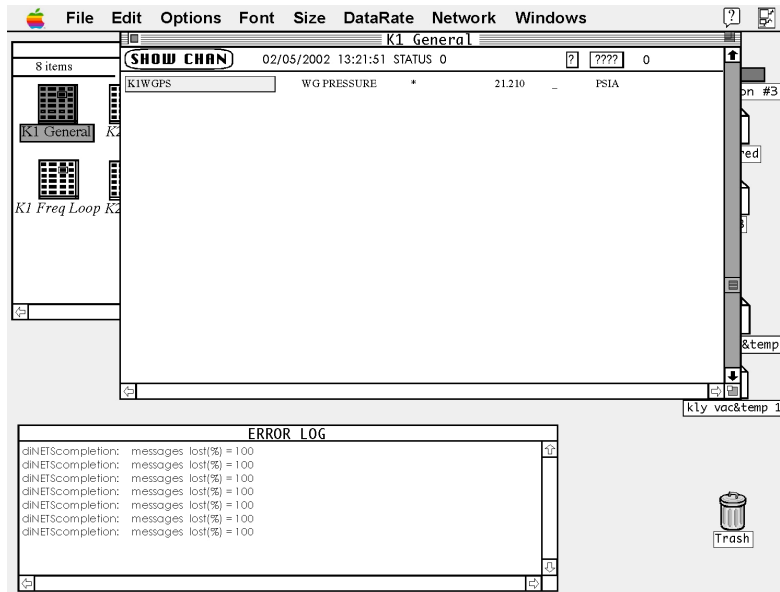 File Edit Options Font Size DataRate Network Windows ?
K1 General
SHOW CHAN 02/05/2002 13:21:51 STATUS 0 ? ???? 0
8 items
K1WGPS WG PRESSURE * 21.210 _ PSIA
K1 General
K1 Freq Loop
on #3
red
&temp
kly vac&temp 1
ERROR LOG
diNETScompletion: messages lost(%) = 100
diNETScompletion: messages lost(%) = 100
diNETScompletion: messages lost(%) = 100
diNETScompletion: messages lost(%) = 100
diNETScompletion: messages lost(%) = 100
diNETScompletion: messages lost(%) = 100
diNETScompletion: messages lost(%) = 100
Trash